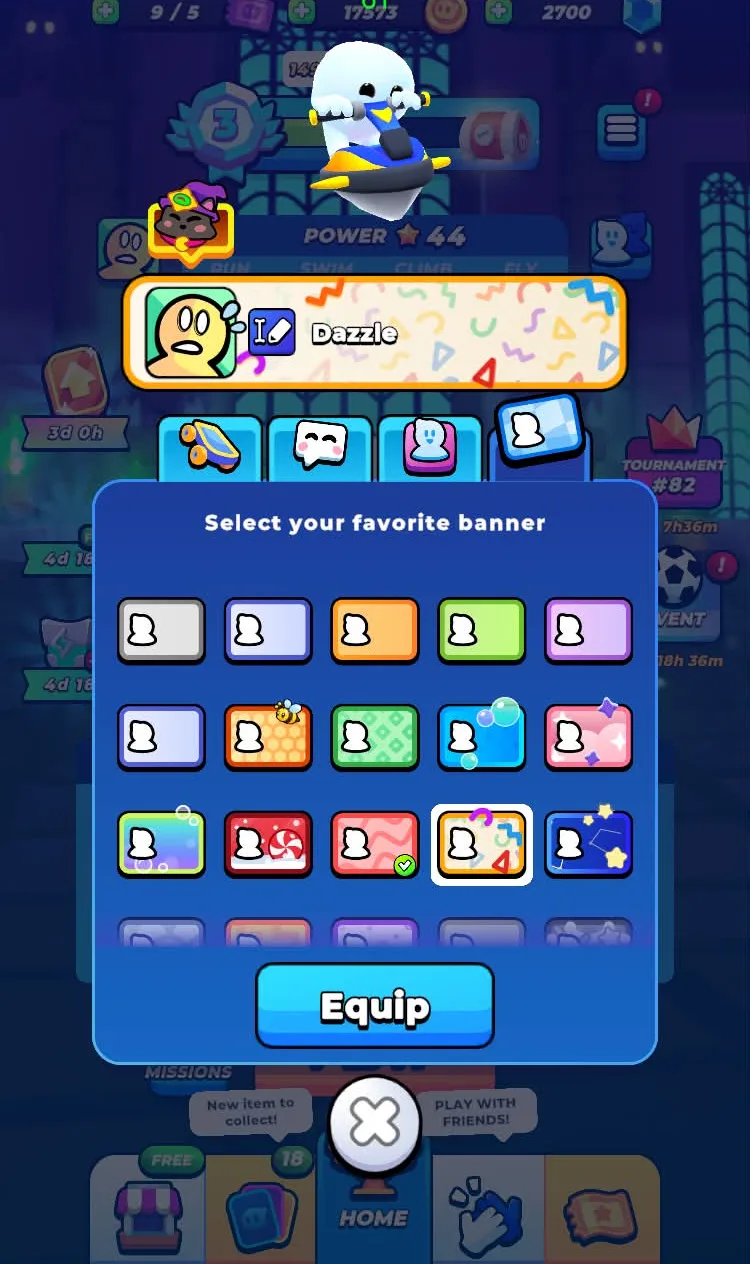 9 / 5
17573
2700
3
!
POWER 44
RUN SWIM CLIMB FLY
Dazzle
3d 0h
TOURNAMENT
#82
Select your favorite banner
7h36m
4d 18
!
VENT
18h 36m
4d 18
Equip
MISSIONS
New item to
collect!
PLAY WITH
FRIENDS!
FREE
18
HOME